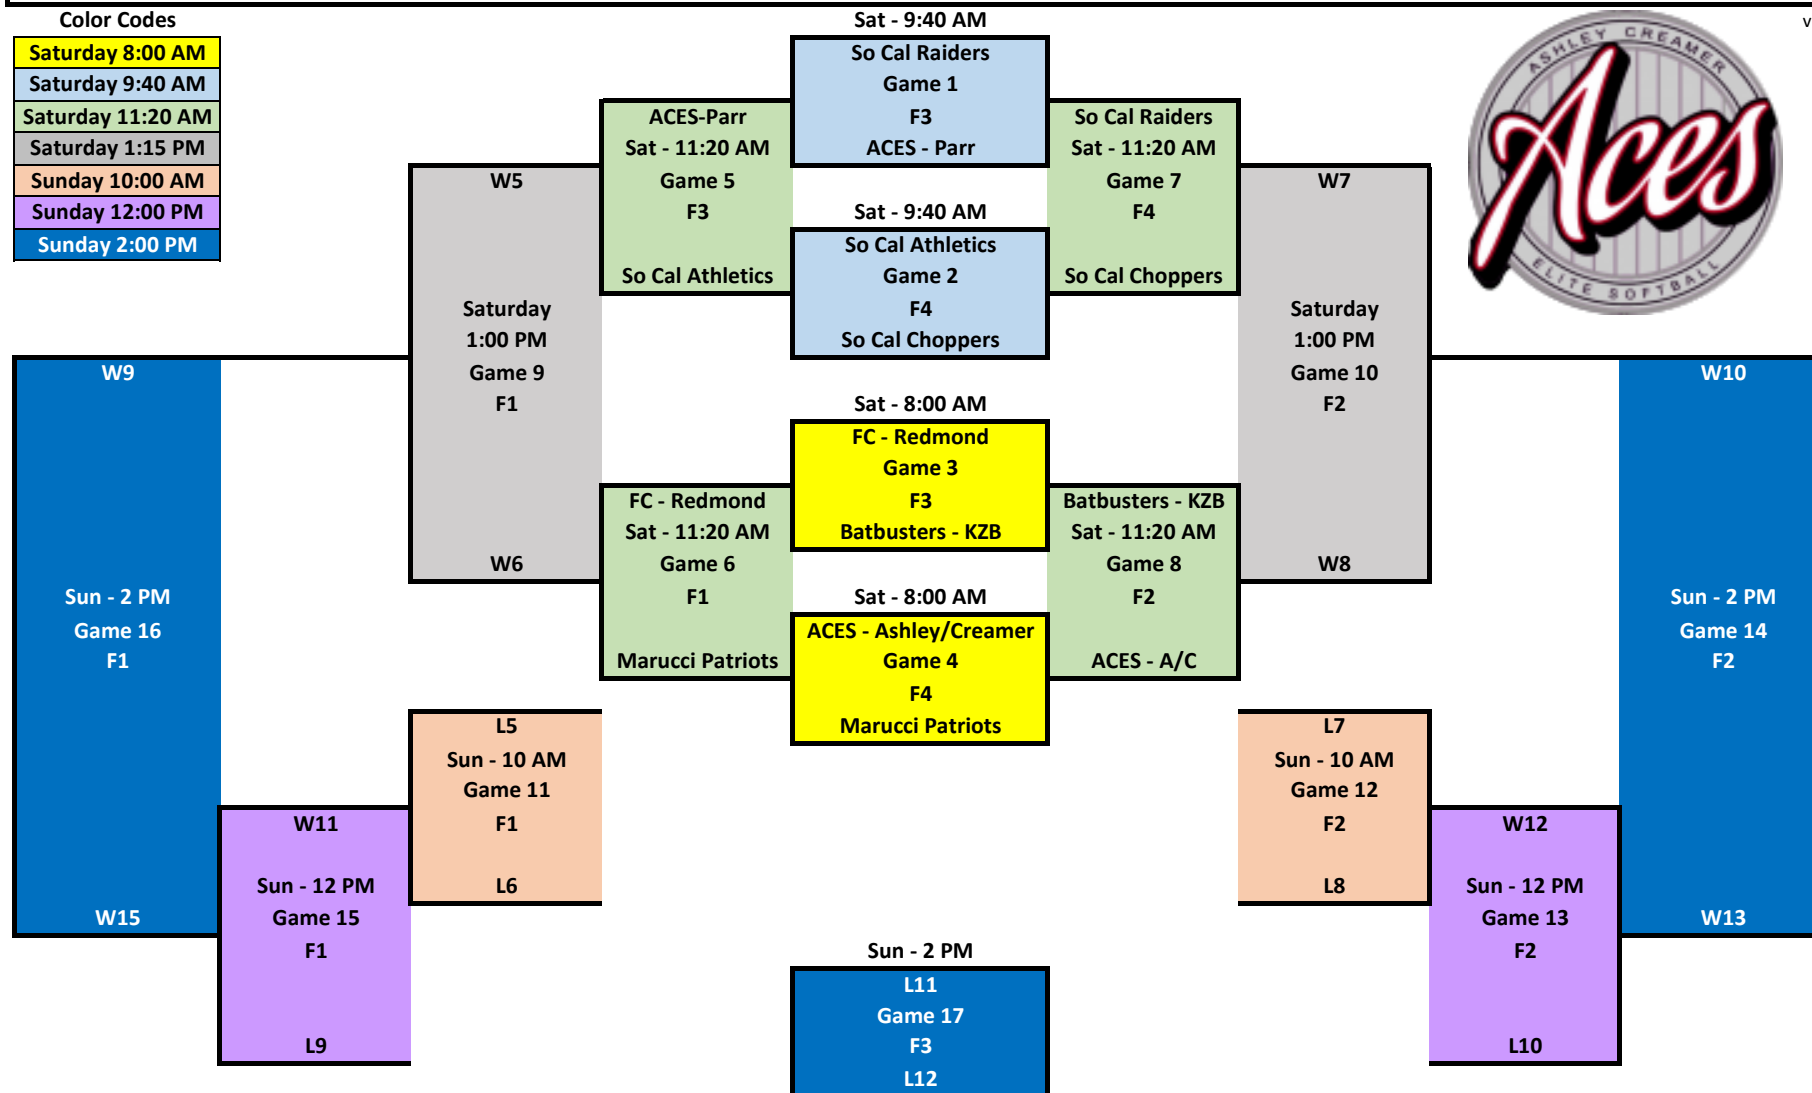 Color Codes
Saturday 8:00 AM
Saturday 9:40 AM
Saturday 11:20 AM
Saturday 1:15 PM
Sunday 10:00 AM
Sunday 12:00 PM
Sunday 2:00 PM
Sat - 9:40 AM
So Cal Raiders
Game 1
F3
ACES - Parr
Sat - 9:40 AM
So Cal Athletics
Game 2
F4
So Cal Choppers
Sat - 8:00 AM
FC - Redmond
Game 3
F3
Batbusters - KZB
Sat - 8:00 AM
ACES - Ashley/Creamer
Game 4
F4
Marucci Patriots
ACES-Parr
Sat - 11:20 AM
Game 5
F3
So Cal Athletics
FC - Redmond
Sat - 11:20 AM
Game 6
F1
Marucci Patriots
So Cal Raiders
Sat - 11:20 AM
Game 7
F4
So Cal Choppers
Batbusters - KZB
Sat - 11:20 AM
Game 8
F2
ACES - A/C
W5
Saturday
1:00 PM
Game 9
F1
W6
W7
Saturday
1:00 PM
Game 10
F2
W8
L5
Sun - 10 AM
Game 11
F1
L6
L7
Sun - 10 AM
Game 12
F2
L8
W11
Sun - 12 PM
Game 15
F1
L9
W12
Sun - 12 PM
Game 13
F2
L10
W9
Sun - 2 PM
Game 16
F1
W15
W10
Sun - 2 PM
Game 14
F2
W13
Sun - 2 PM
L11
Game 17
F3
L12
ASHLEY CREAMER
Aces
ELITE SOFTBALL
v